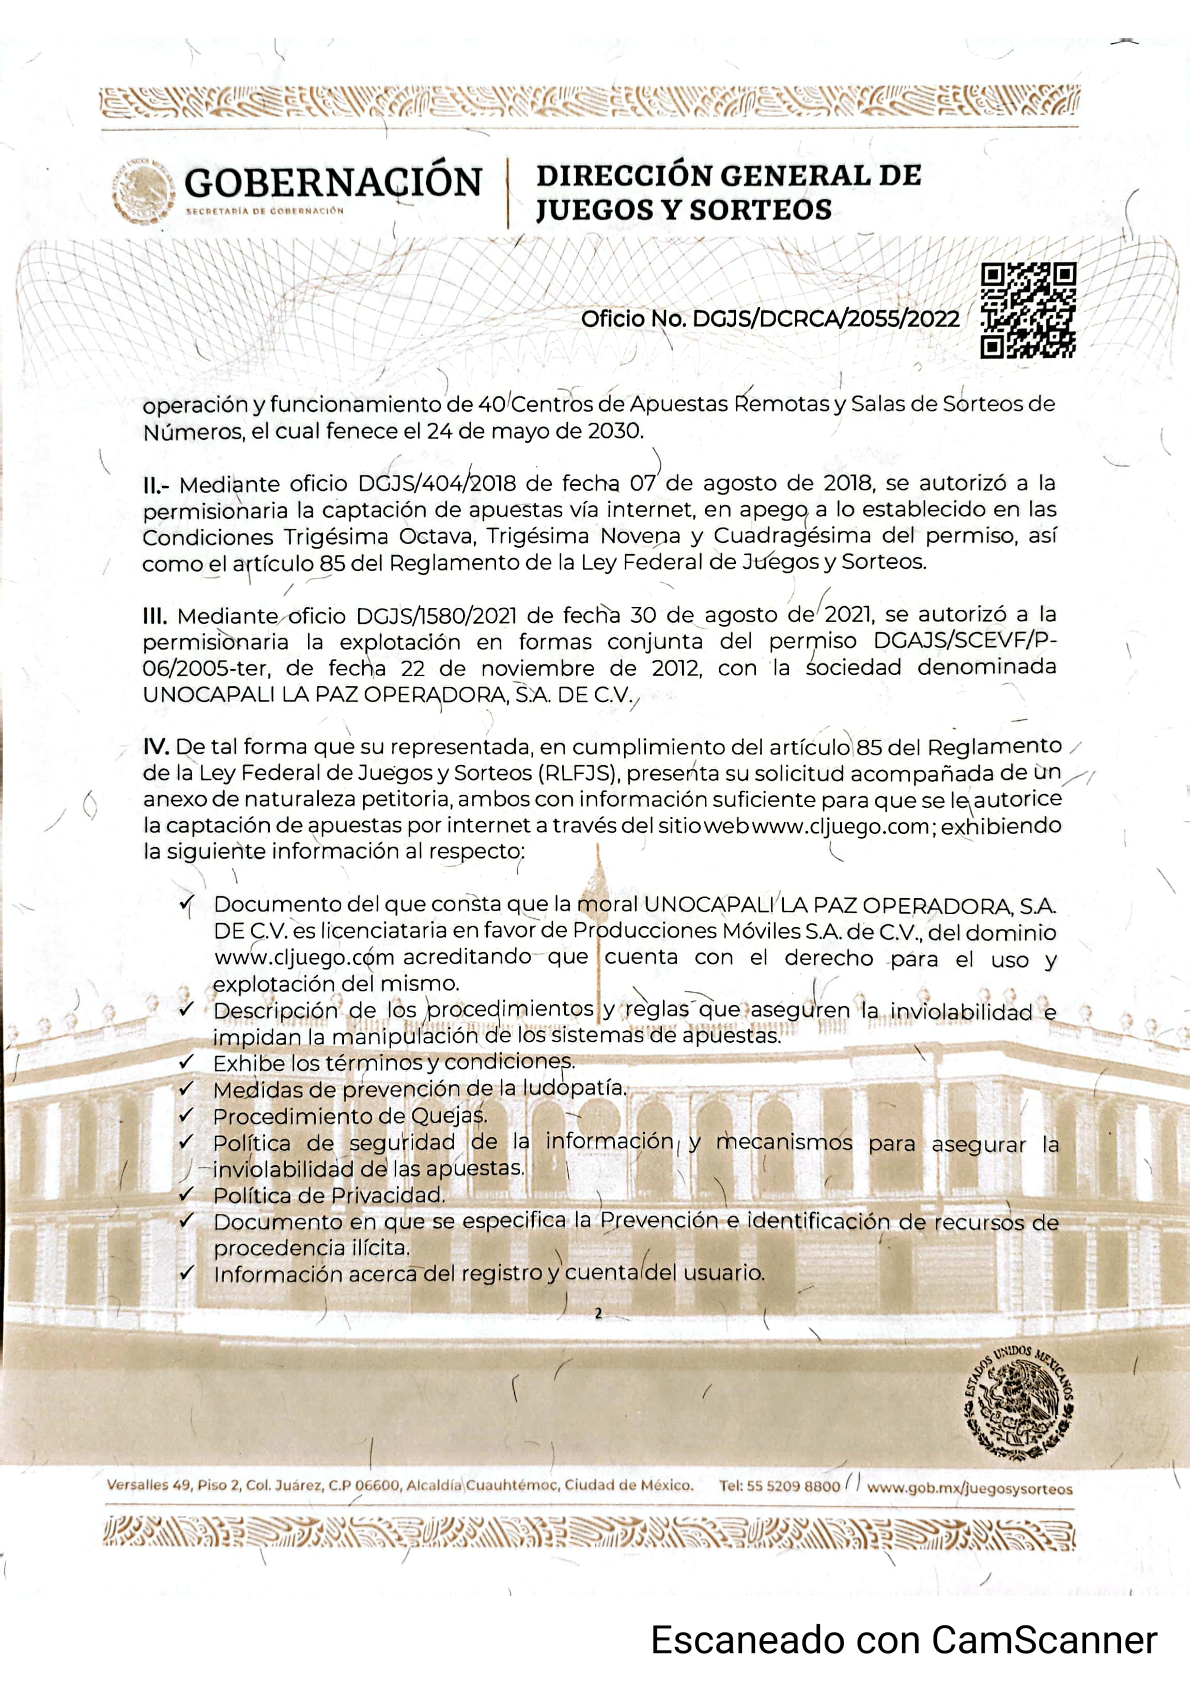 GOBERNACIÓN
SECRETARÍA DE GOBERNACIÓN
DIRECCIÓN GENERAL DE
JUEGOS Y SORTEOS
Oficio No. DGJS/DCRCA/2055/2022
operación y funcionamiento de 40 Centros de Apuestas Remotas y Salas de Sorteos de
Números, el cual fenece el 24 de mayo de 2030.
II.- Mediante oficio DGJS/404/2018 de fecha 07 de agosto de 2018, se autorizó a la
permisionaria la captación de apuestas vía internet, en apego a lo establecido en las
Condiciones Trigésima Octava, Trigésima Novena y Cuadragésima del permiso, así
como el artículo 85 del Reglamento de la Ley Federal de Juegos y Sorteos.
III. Mediante oficio DGJS/1580/2021 de fecha 30 de agosto de 2021, se autorizó a la
permisionaria la explotación en formas conjunta del permiso DGAJS/SCEVF/P-
06/2005-ter, de fecha 22 de noviembre de 2012, con la sociedad denominada
UNOCAPALI LA PAZ OPERADORA, S.A. DE C.V.
IV. De tal forma que su representada, en cumplimiento del artículo 85 del Reglamento
de la Ley Federal de Juegos y Sorteos (RLFJS), presenta su solicitud acompañada de un
anexo de naturaleza petitoria, ambos con información suficiente para que se le autorice
la captación de apuestas por internet a través del sitio web www.cljuego.com; exhibiendo
la siguiente información al respecto:
✓ Documento del que consta que la moral UNOCAPALI LA PAZ OPERADORA, S.A.
DE C.V. es licenciataria en favor de Producciones Móviles S.A. de C.V., del dominio
www.cljuego.com acreditando que cuenta con el derecho para el uso y
explotación del mismo.
✓ Descripción de los procedimientos y reglas que aseguren la inviolabilidad e
impidan la manipulación de los sistemas de apuestas.
✓ Exhibe los términos y condiciones.
✓ Medidas de prevención de la ludopatía.
✓ Procedimiento de Quejas.
✓ Política de seguridad de la información y mecanismos para asegurar la
inviolabilidad de las apuestas.
✓ Política de Privacidad.
✓ Documento en que se especifica la Prevención e identificación de recursos de
procedencia ilícita.
✓ Información acerca del registro y cuenta del usuario.
2
ESTADOS UNIDOS MEXICANOS
Versalles 49, Piso 2, Col. Juárez, C.P 06600, Alcaldía Cuauhtémoc, Ciudad de México. Tel: 55 5209 8800 www.gob.mx/juegosysorteos
Escaneado con CamScanner